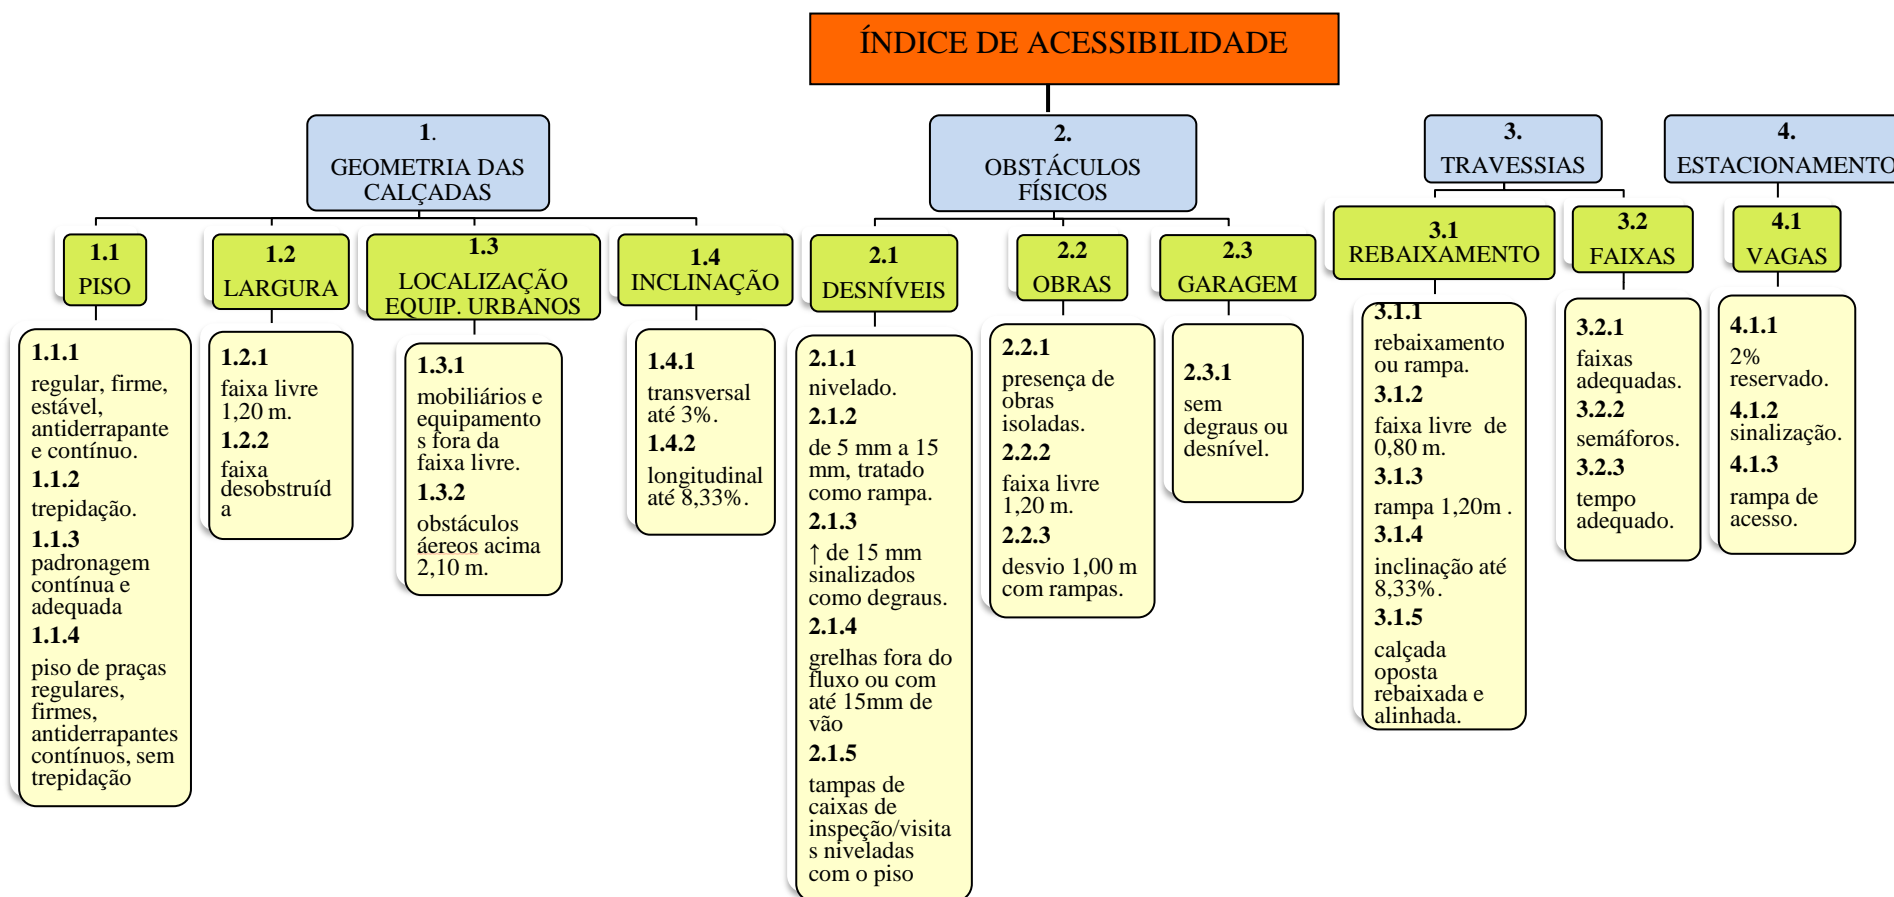 ÍNDICE DE ACESSIBILIDADE
1.
GEOMETRIA DAS
CALÇADAS
2.
OBSTÁCULOS
FÍSICOS
3.
TRAVESSIAS
4.
ESTACIONAMENTO
1.1
PISO
1.2
LARGURA
1.3
LOCALIZAÇÃO
EQUIP. URBANOS
1.4
INCLINAÇÃO
2.1
DESNÍVEIS
2.2
OBRAS
2.3
GARAGEM
3.1
REBAIXAMENTO
3.2
FAIXAS
4.1
VAGAS
1.1.1
regular, firme,
estável,
antiderrapante
e contínuo.
1.1.2
trepidação.
1.1.3
padronagem
contínua e
adequada
1.1.4
piso de praças
regulares,
firmes,
antiderrapantes
contínuos, sem
trepidação
1.2.1
faixa livre
1,20 m.
1.2.2
faixa
desobstruíd
a
1.3.1
mobiliários e
equipamento
s fora da
faixa livre.
1.3.2
obstáculos
áereos acima
2,10 m.
1.4.1
transversal
até 3%.
1.4.2
longitudinal
até 8,33%.
2.1.1
nivelado.
2.1.2
de 5 mm a 15
mm, tratado
como rampa.
2.1.3
↑ de 15 mm
sinalizados
como degraus.
2.1.4
grelhas fora do
fluxo ou com
até 15mm de
vão
2.1.5
tampas de
caixas de
inspeção/visita
s niveladas
com o piso
2.2.1
presença de
obras
isoladas.
2.2.2
faixa livre
1,20 m.
2.2.3
desvio 1,00 m
com rampas.
2.3.1
sem
degraus ou
desnível.
3.1.1
rebaixamento
ou rampa.
3.1.2
faixa livre de
0,80 m.
3.1.3
rampa 1,20m .
3.1.4
inclinação até
8,33%.
3.1.5
calçada
oposta
rebaixada e
alinhada.
3.2.1
faixas
adequadas.
3.2.2
semáforos.
3.2.3
tempo
adequado.
4.1.1
2%
reservado.
4.1.2
sinalização.
4.1.3
rampa de
acesso.